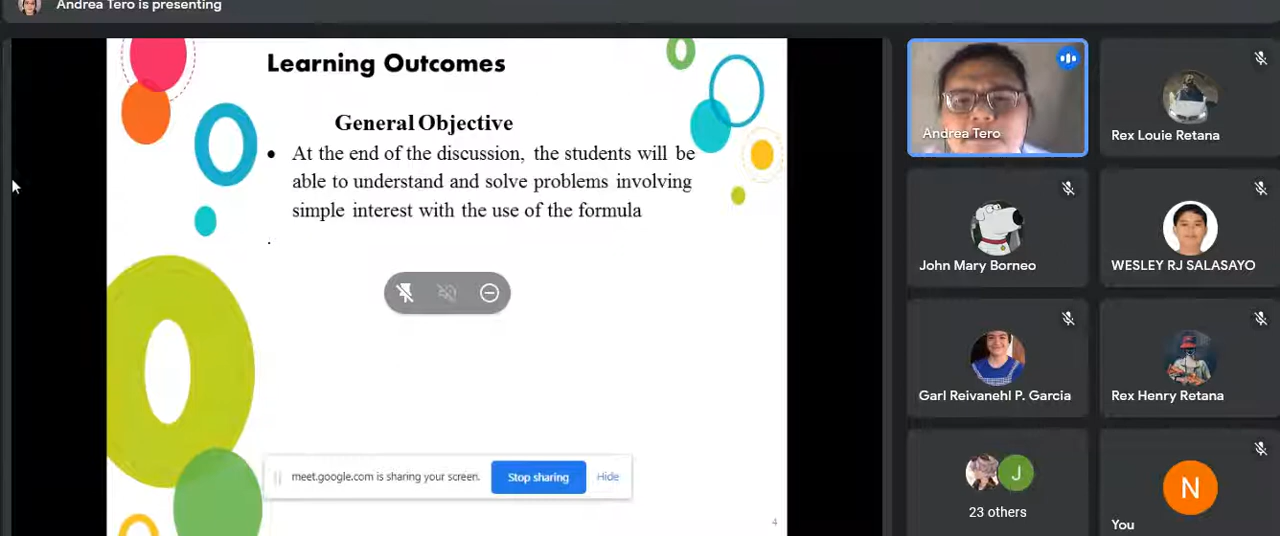 Andrea Tero is presenting
Learning Outcomes
General Objective
• At the end of the discussion, the students will be
able to understand and solve problems involving
simple interest with the use of the formula
.
meet.google.com is sharing your screen.
Stop sharing
Hide
4
Andrea Tero
Rex Louie Retana
John Mary Borneo
WESLEY RJ SALASAYO
Garl Reivanehl P. Garcia
Rex Henry Retana
J
23 others
N
You